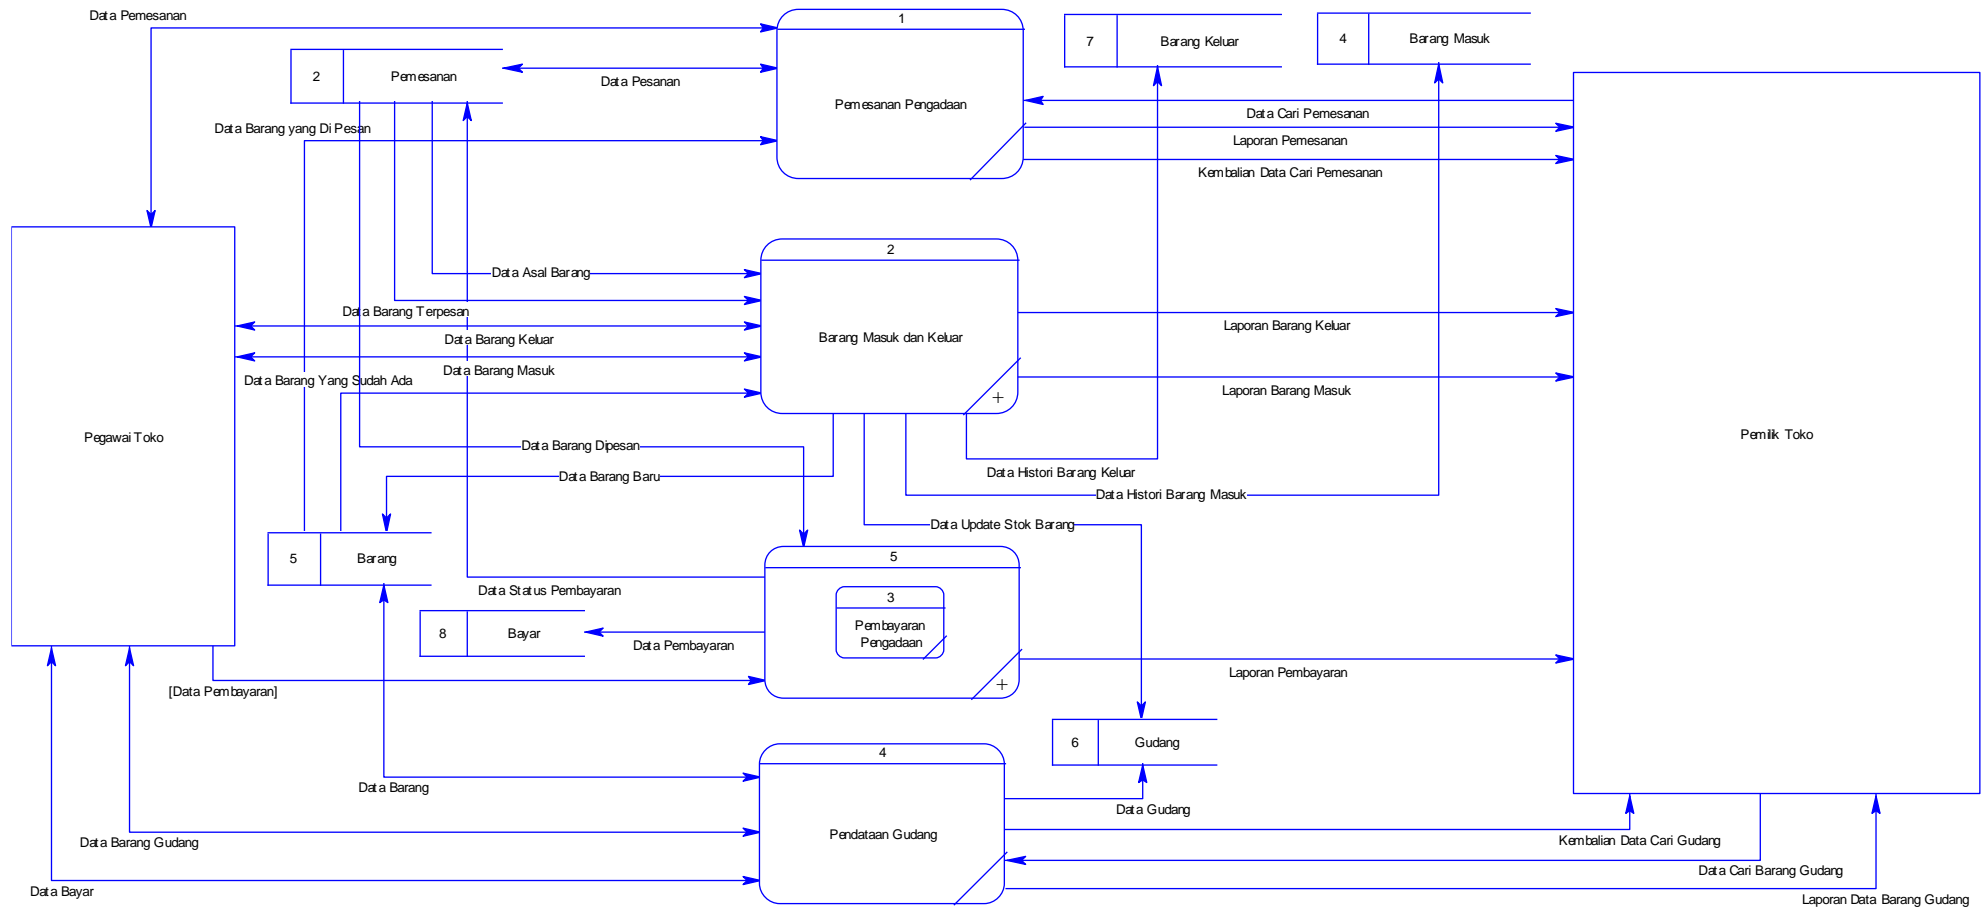 Data Pemesanan
1
7
Barang Keluar
4
Barang Masuk
2
Pemesanan
Data Pesanan
Pemesanan Pengadaan
Data Cari Pemesanan
Data Barang yang Di Pesan
Laporan Pemesanan
Kembalian Data Cari Pemesanan
2
Data Asal Barang
Data Barang Terpesan
Data Barang Keluar
Barang Masuk dan Keluar
Laporan Barang Keluar
Data Barang Masuk
Data Barang Yang Sudah Ada
Laporan Barang Masuk
Pegawai Toko
Pemilik Toko
Data Barang Dipesan
Data Barang Baru
Data Histori Barang Keluar
Data Histori Barang Masuk
Data Update Stok Barang
5
Barang
5
Data Status Pembayaran
3
Pembayaran
Pengadaan
8
Bayar
Data Pembayaran
Laporan Pembayaran
[Data Pembayaran]
6
Gudang
4
Data Barang
Data Gudang
Pendataan Gudang
Data Barang Gudang
Kembalian Data Cari Gudang
Data Cari Barang Gudang
Data Bayar
Laporan Data Barang Gudang